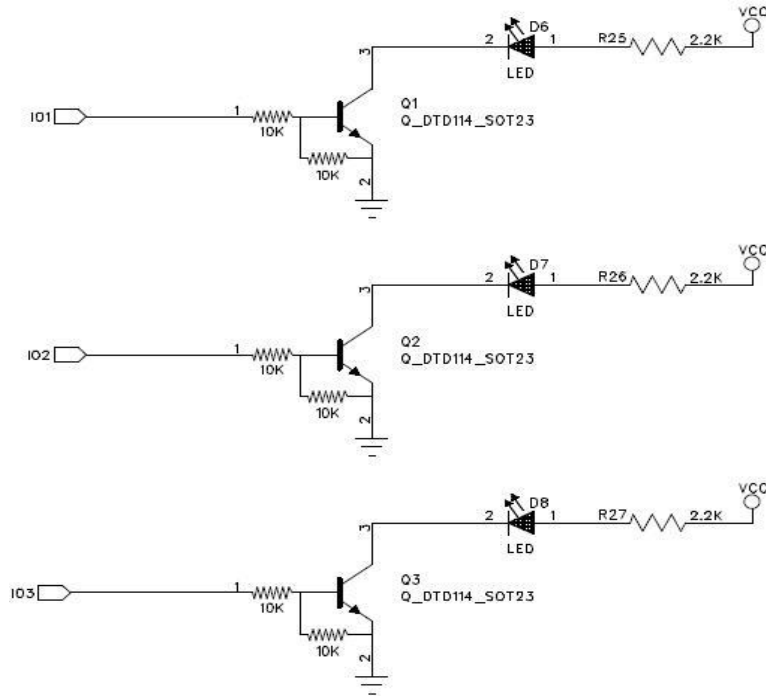 VCC
3 2 D6 1 R25 2.2K
LED
IO1 1 Q1
10K Q_DTD114_SOT23
10K
2
VCC
3 2 D7 1 R26 2.2K
LED
IO2 1 Q2
10K Q_DTD114_SOT23
10K
2
VCC
3 2 D8 1 R27 2.2K
LED
IO3 1 Q3
10K Q_DTD114_SOT23
10K
2